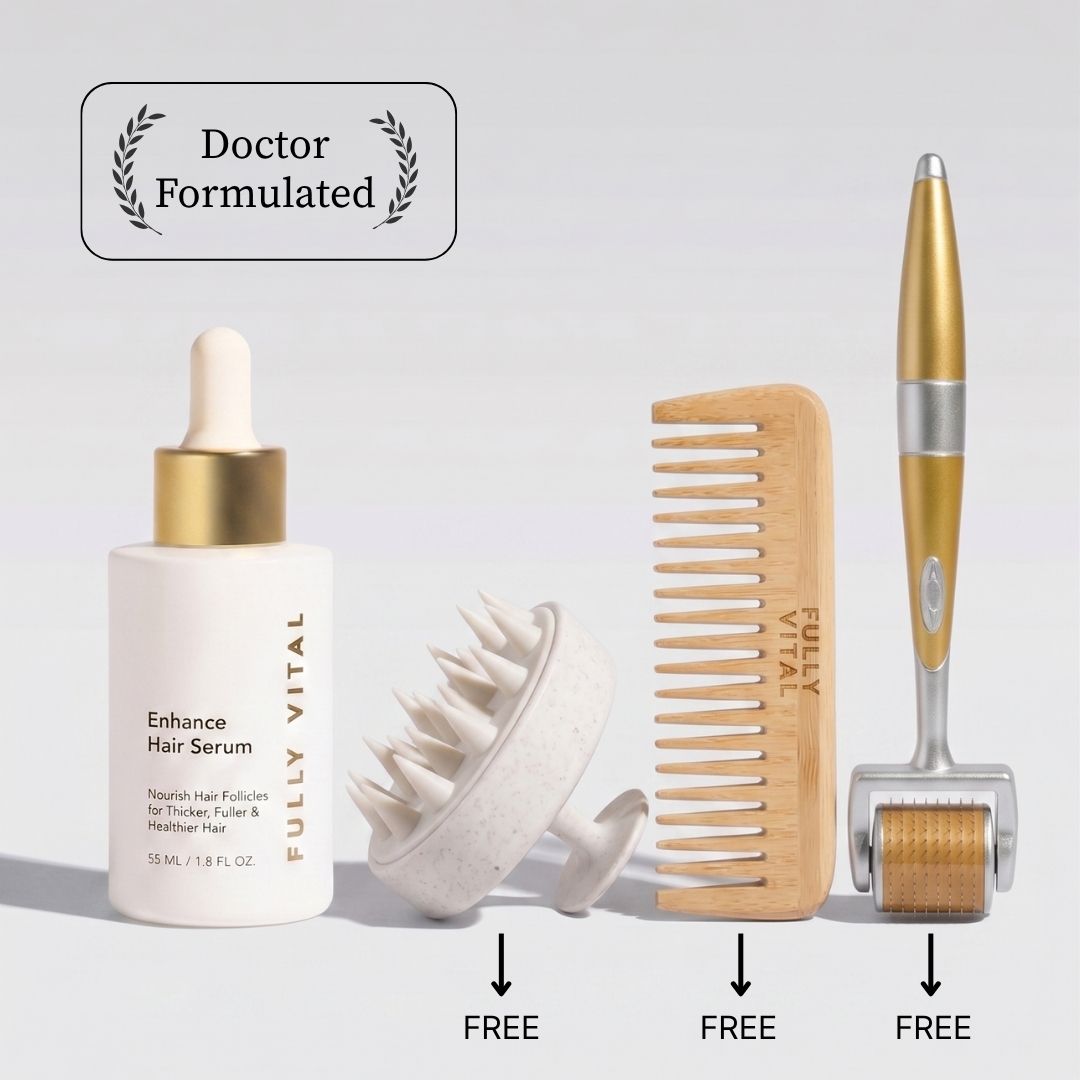 Doctor
Formulated
Enhance
Hair Serum
Nourish Hair Follicles
for Thicker, Fuller &
Healthier Hair
55 ML / 1.8 FL OZ.
FULLY VITAL
FULLY
VITAL
FREE
FREE
FREE